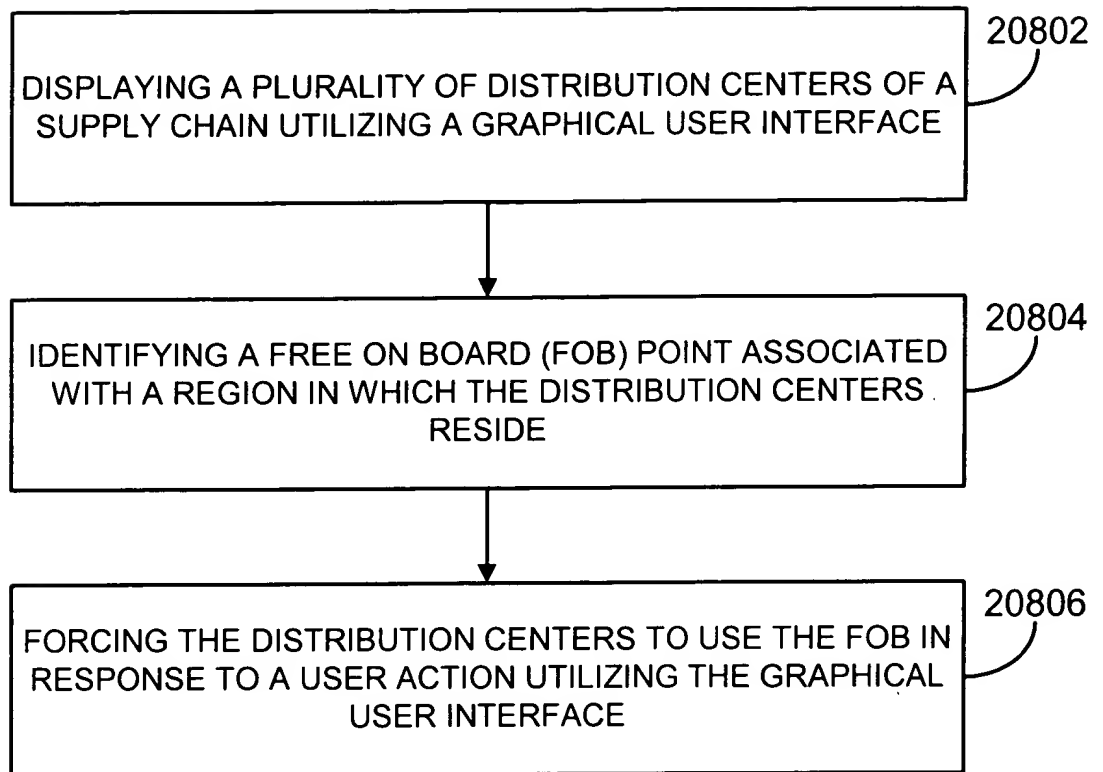 20802
DISPLAYING A PLURALITY OF DISTRIBUTION CENTERS OF A
SUPPLY CHAIN UTILIZING A GRAPHICAL USER INTERFACE
20804
IDENTIFYING A FREE ON BOARD (FOB) POINT ASSOCIATED
WITH A REGION IN WHICH THE DISTRIBUTION CENTERS
RESIDE
20806
FORCING THE DISTRIBUTION CENTERS TO USE THE FOB IN
RESPONSE TO A USER ACTION UTILIZING THE GRAPHICAL
USER INTERFACE